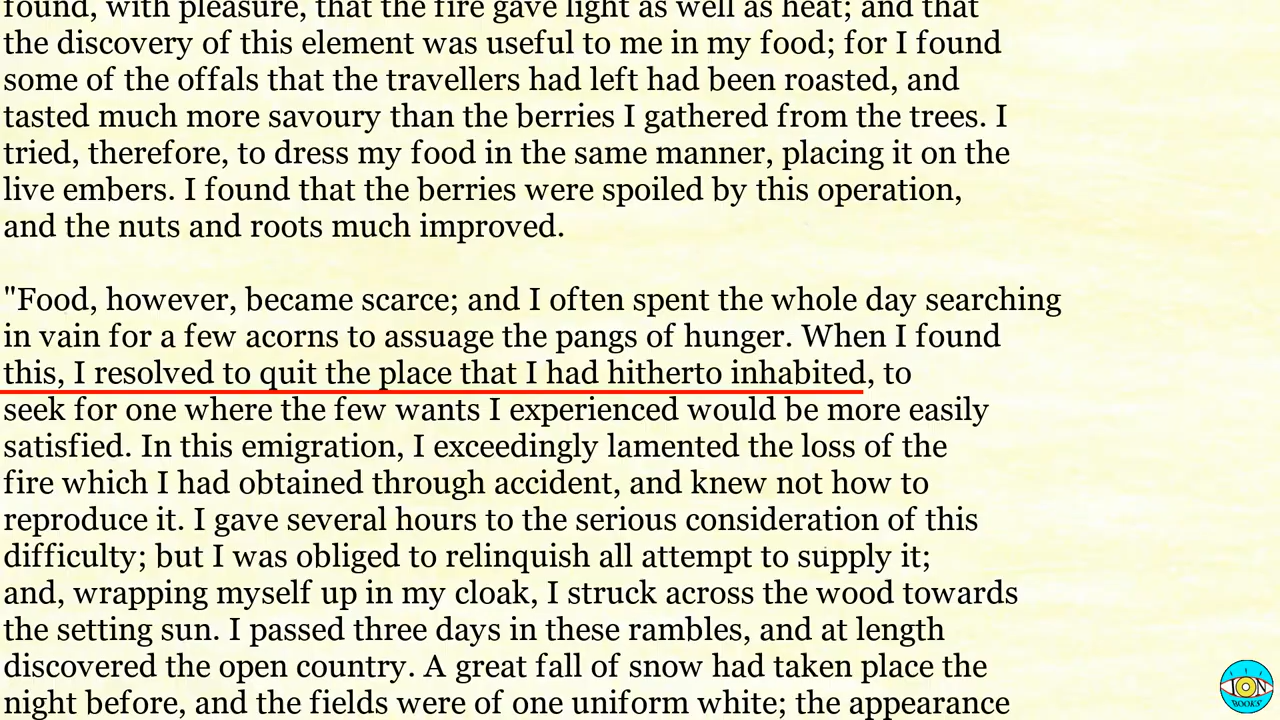 found, with pleasure, that the fire gave light as well as heat; and that
the discovery of this element was useful to me in my food; for I found
some of the offals that the travellers had left had been roasted, and
tasted much more savoury than the berries I gathered from the trees. I
tried, therefore, to dress my food in the same manner, placing it on the
live embers. I found that the berries were spoiled by this operation,
and the nuts and roots much improved.
"Food, however, became scarce; and I often spent the whole day searching
in vain for a few acorns to assuage the pangs of hunger. When I found
this, I resolved to quit the place that I had hitherto inhabited, to
seek for one where the few wants I experienced would be more easily
satisfied. In this emigration, I exceedingly lamented the loss of the
fire which I had obtained through accident, and knew not how to
reproduce it. I gave several hours to the serious consideration of this
difficulty; but I was obliged to relinquish all attempt to supply it;
and, wrapping myself up in my cloak, I struck across the wood towards
the setting sun. I passed three days in these rambles, and at length
discovered the open country. A great fall of snow had taken place the
night before, and the fields were of one uniform white; the appearance
ION
BOOKS